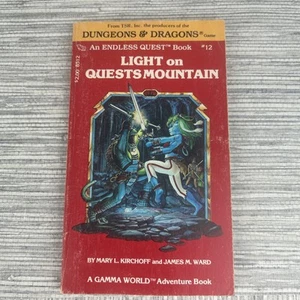 From TSR, Inc. the producers of the
DUNGEONS & DRAGONS® Game
An ENDLESS QUEST™ Book #12
LIGHT on
QUESTS MOUNTAIN
BY MARY L. KIRCHOFF and JAMES M. WARD
A GAMMA WORLD™ Adventure Book